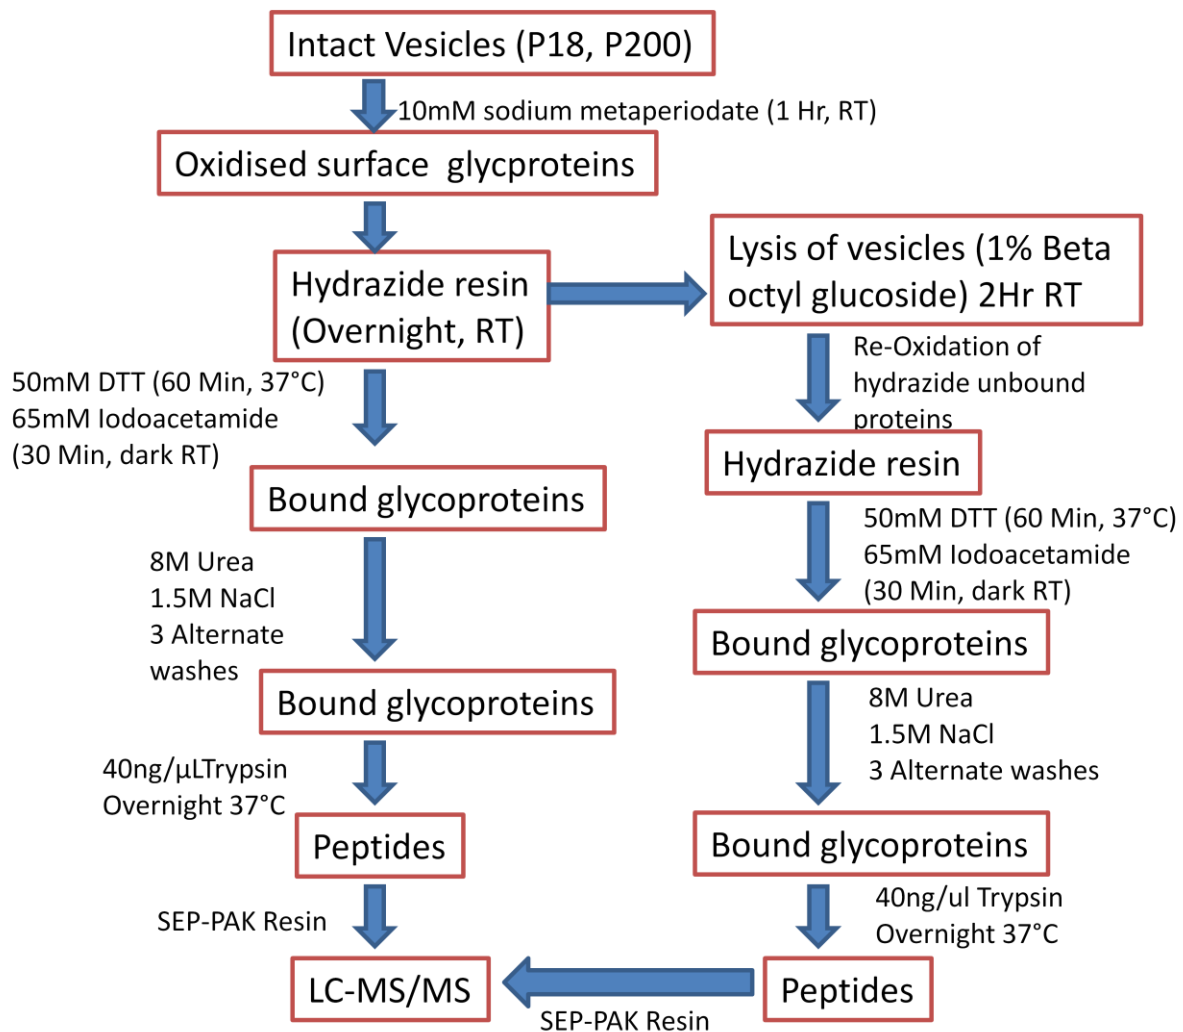 Intact Vesicles (P18, P200)
10mM sodium metaperiodate (1 Hr, RT)
Oxidised surface glycproteins
Hydrazide resin
(Overnight, RT)
Lysis of vesicles (1% Beta
octyl glucoside) 2Hr RT
50mM DTT (60 Min, 37°C)
65mM Iodoacetamide
(30 Min, dark RT)
Re-Oxidation of
hydrazide unbound
proteins
Bound glycoproteins
Hydrazide resin
8M Urea
1.5M NaCl
3 Alternate
washes
50mM DTT (60 Min, 37°C)
65mM Iodoacetamide
(30 Min, dark RT)
Bound glycoproteins
Bound glycoproteins
40ng/µLTrypsin
Overnight 37°C
8M Urea
1.5M NaCl
3 Alternate washes
Peptides
Bound glycoproteins
SEP-PAK Resin
40ng/ul Trypsin
Overnight 37°C
LC-MS/MS
Peptides
SEP-PAK Resin